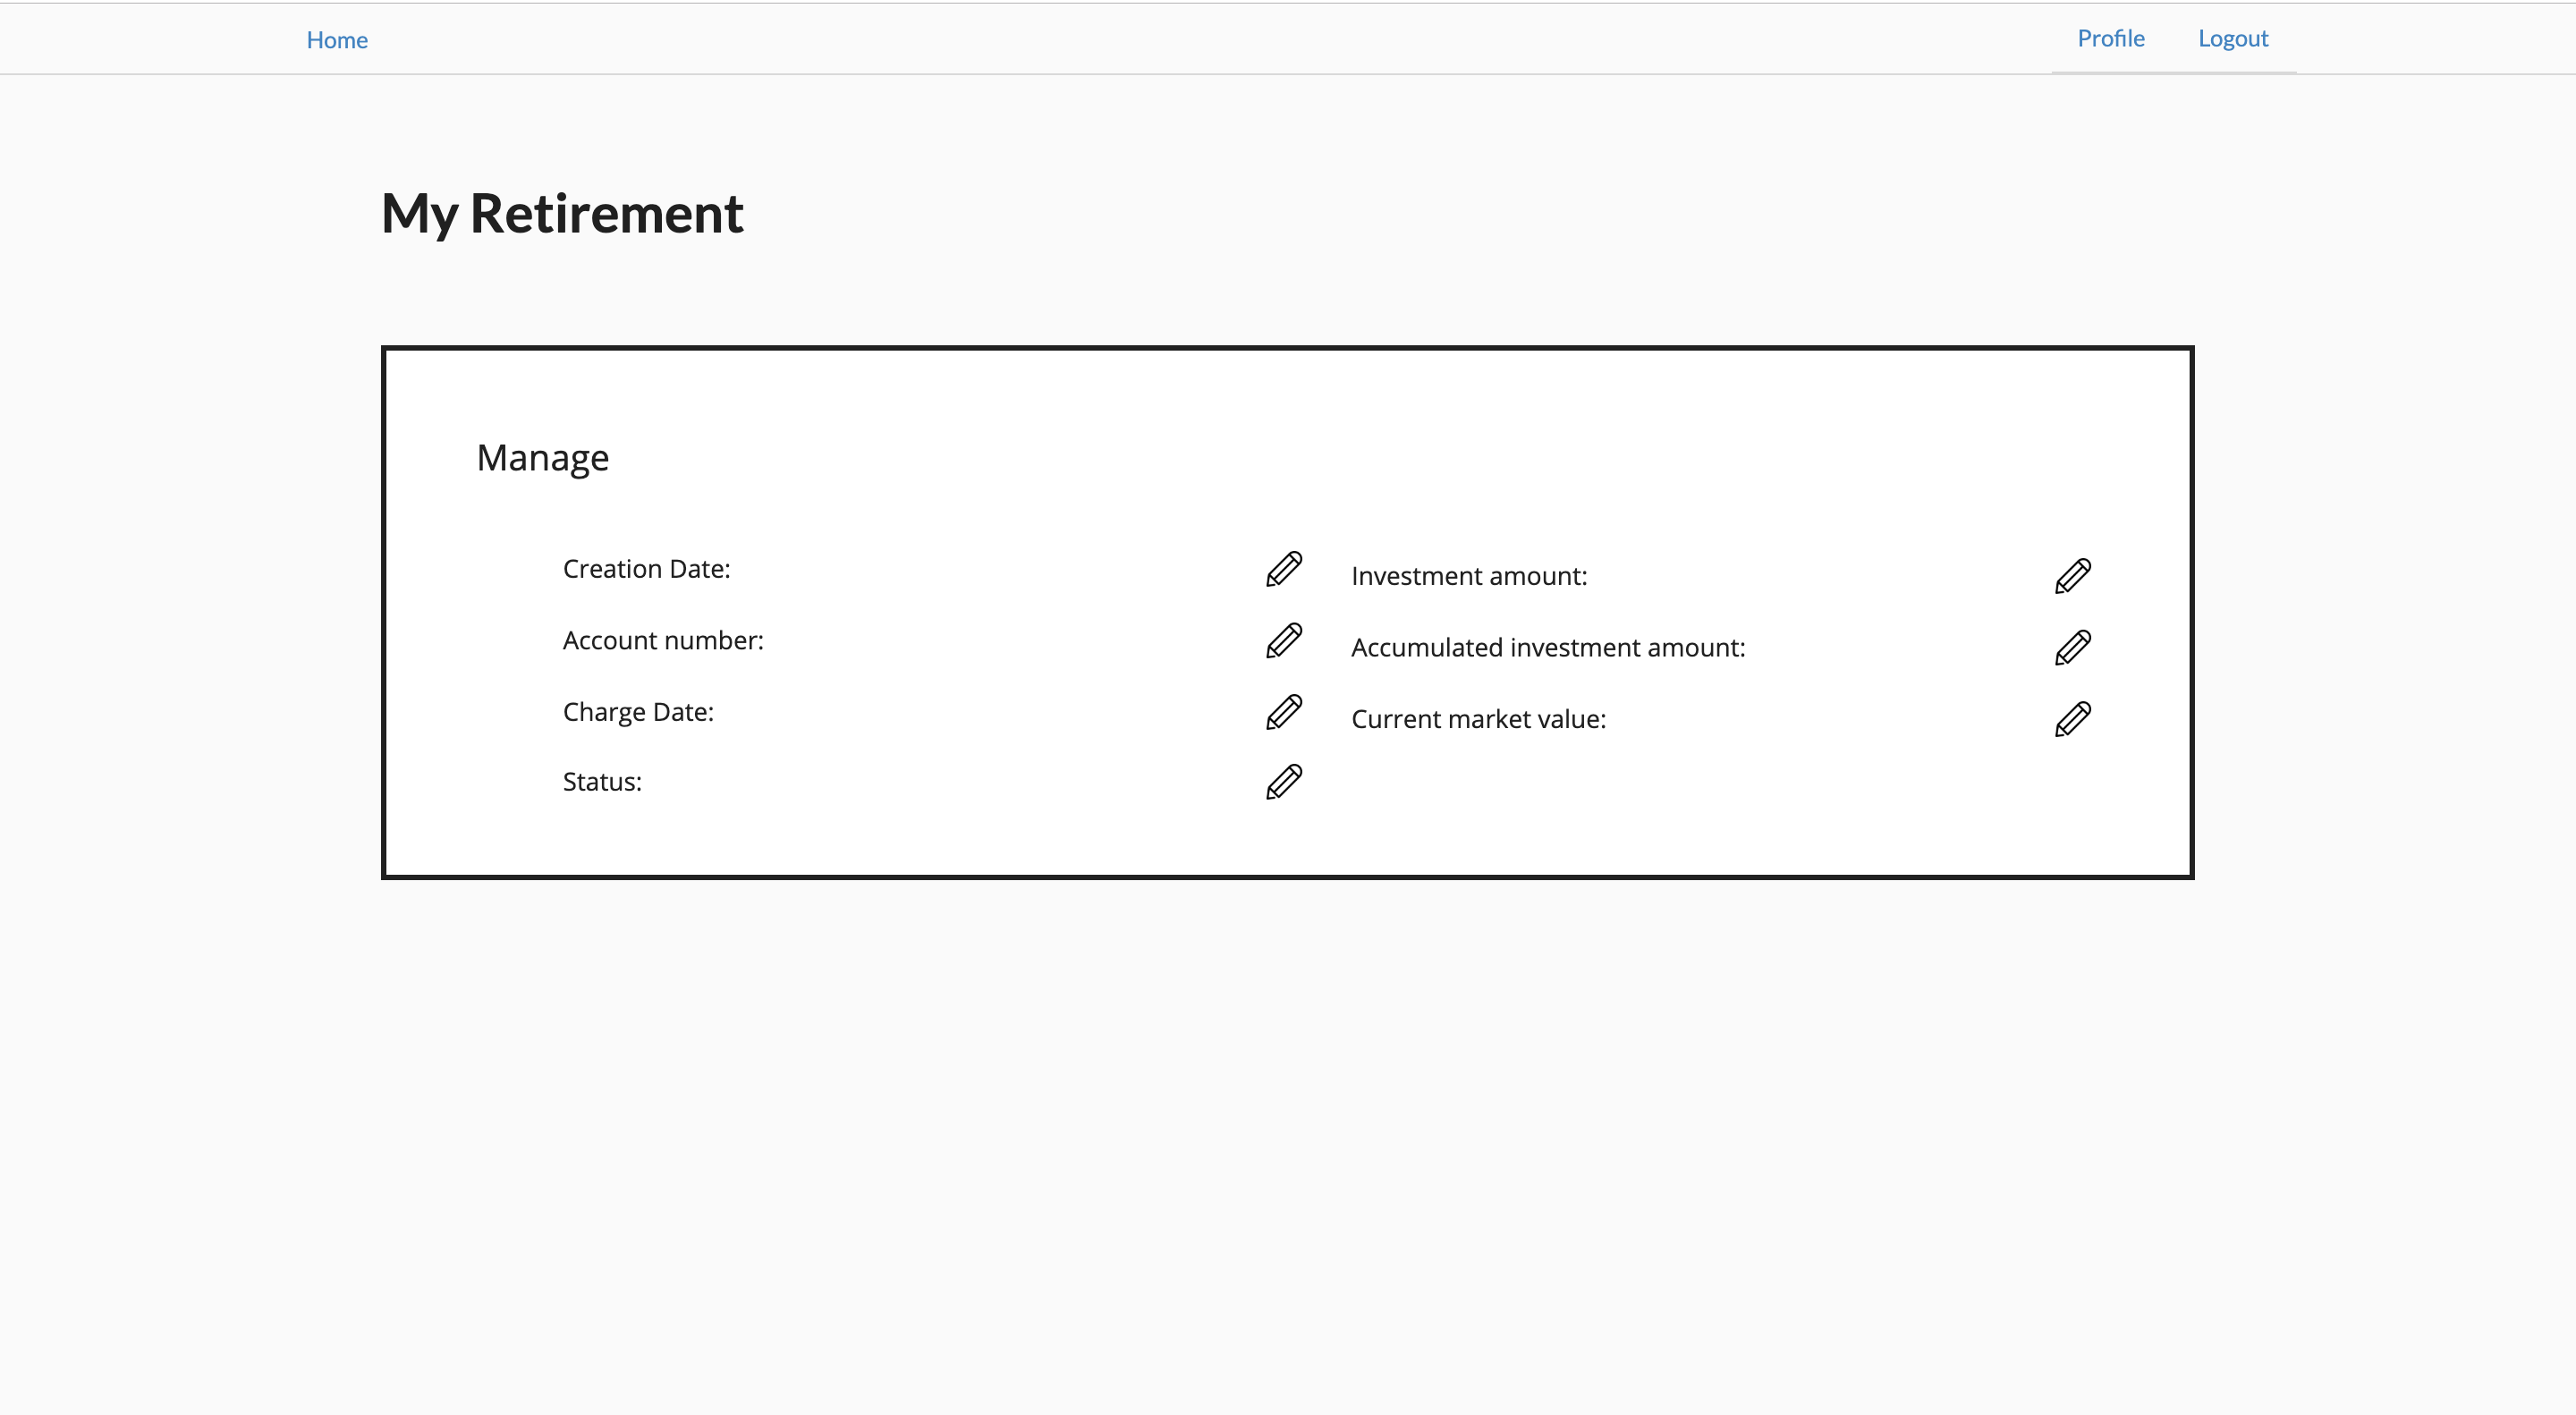 Home
Profile
Logout
My Retirement
Manage
Creation Date:
Account number:
Charge Date:
Status:
Investment amount:
Accumulated investment amount:
Current market value: